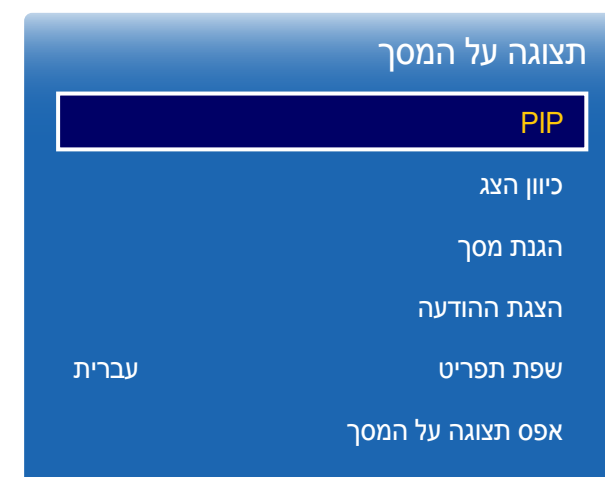 תצוגה על המסך
PIP
כיוון הצג
הגנת מסך
הצגת ההודעה
שפת תפריט עברית
אפס תצוגה על המסך